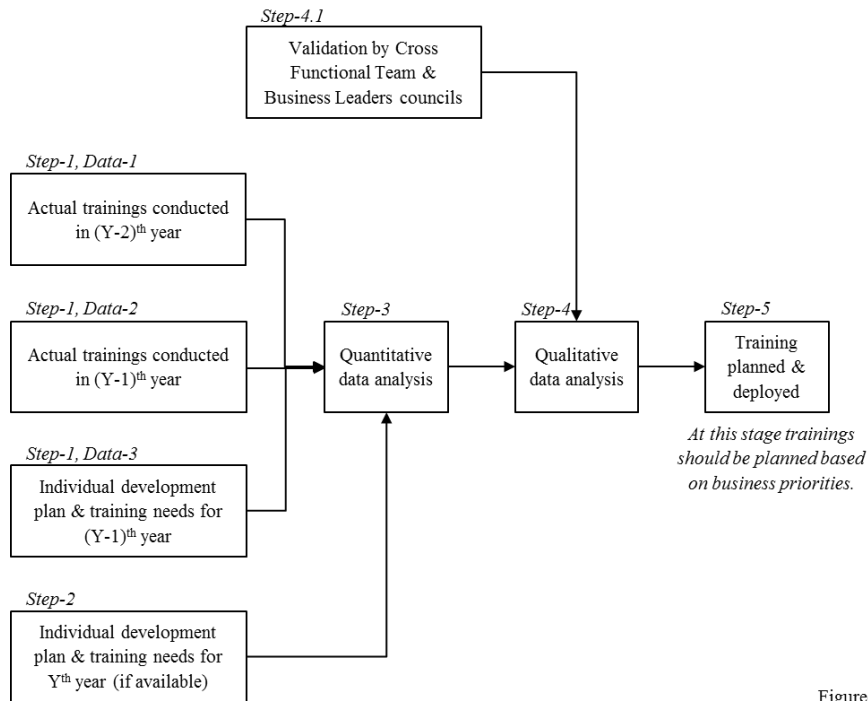 Step-4.1
Validation by Cross
Functional Team &
Business Leaders councils
Step-1, Data-1
Actual trainings conducted
in (Y-2)th year
Step-1, Data-2
Actual trainings conducted
in (Y-1)th year
Step-1, Data-3
Individual development
plan & training needs for
(Y-1)th year
Step-2
Individual development
plan & training needs for
Yth year (if available)
Step-3
Quantitative
data analysis
Step-4
Qualitative
data analysis
Step-5
Training
planned &
deployed
At this stage trainings
should be planned based
on business priorities.
Figure